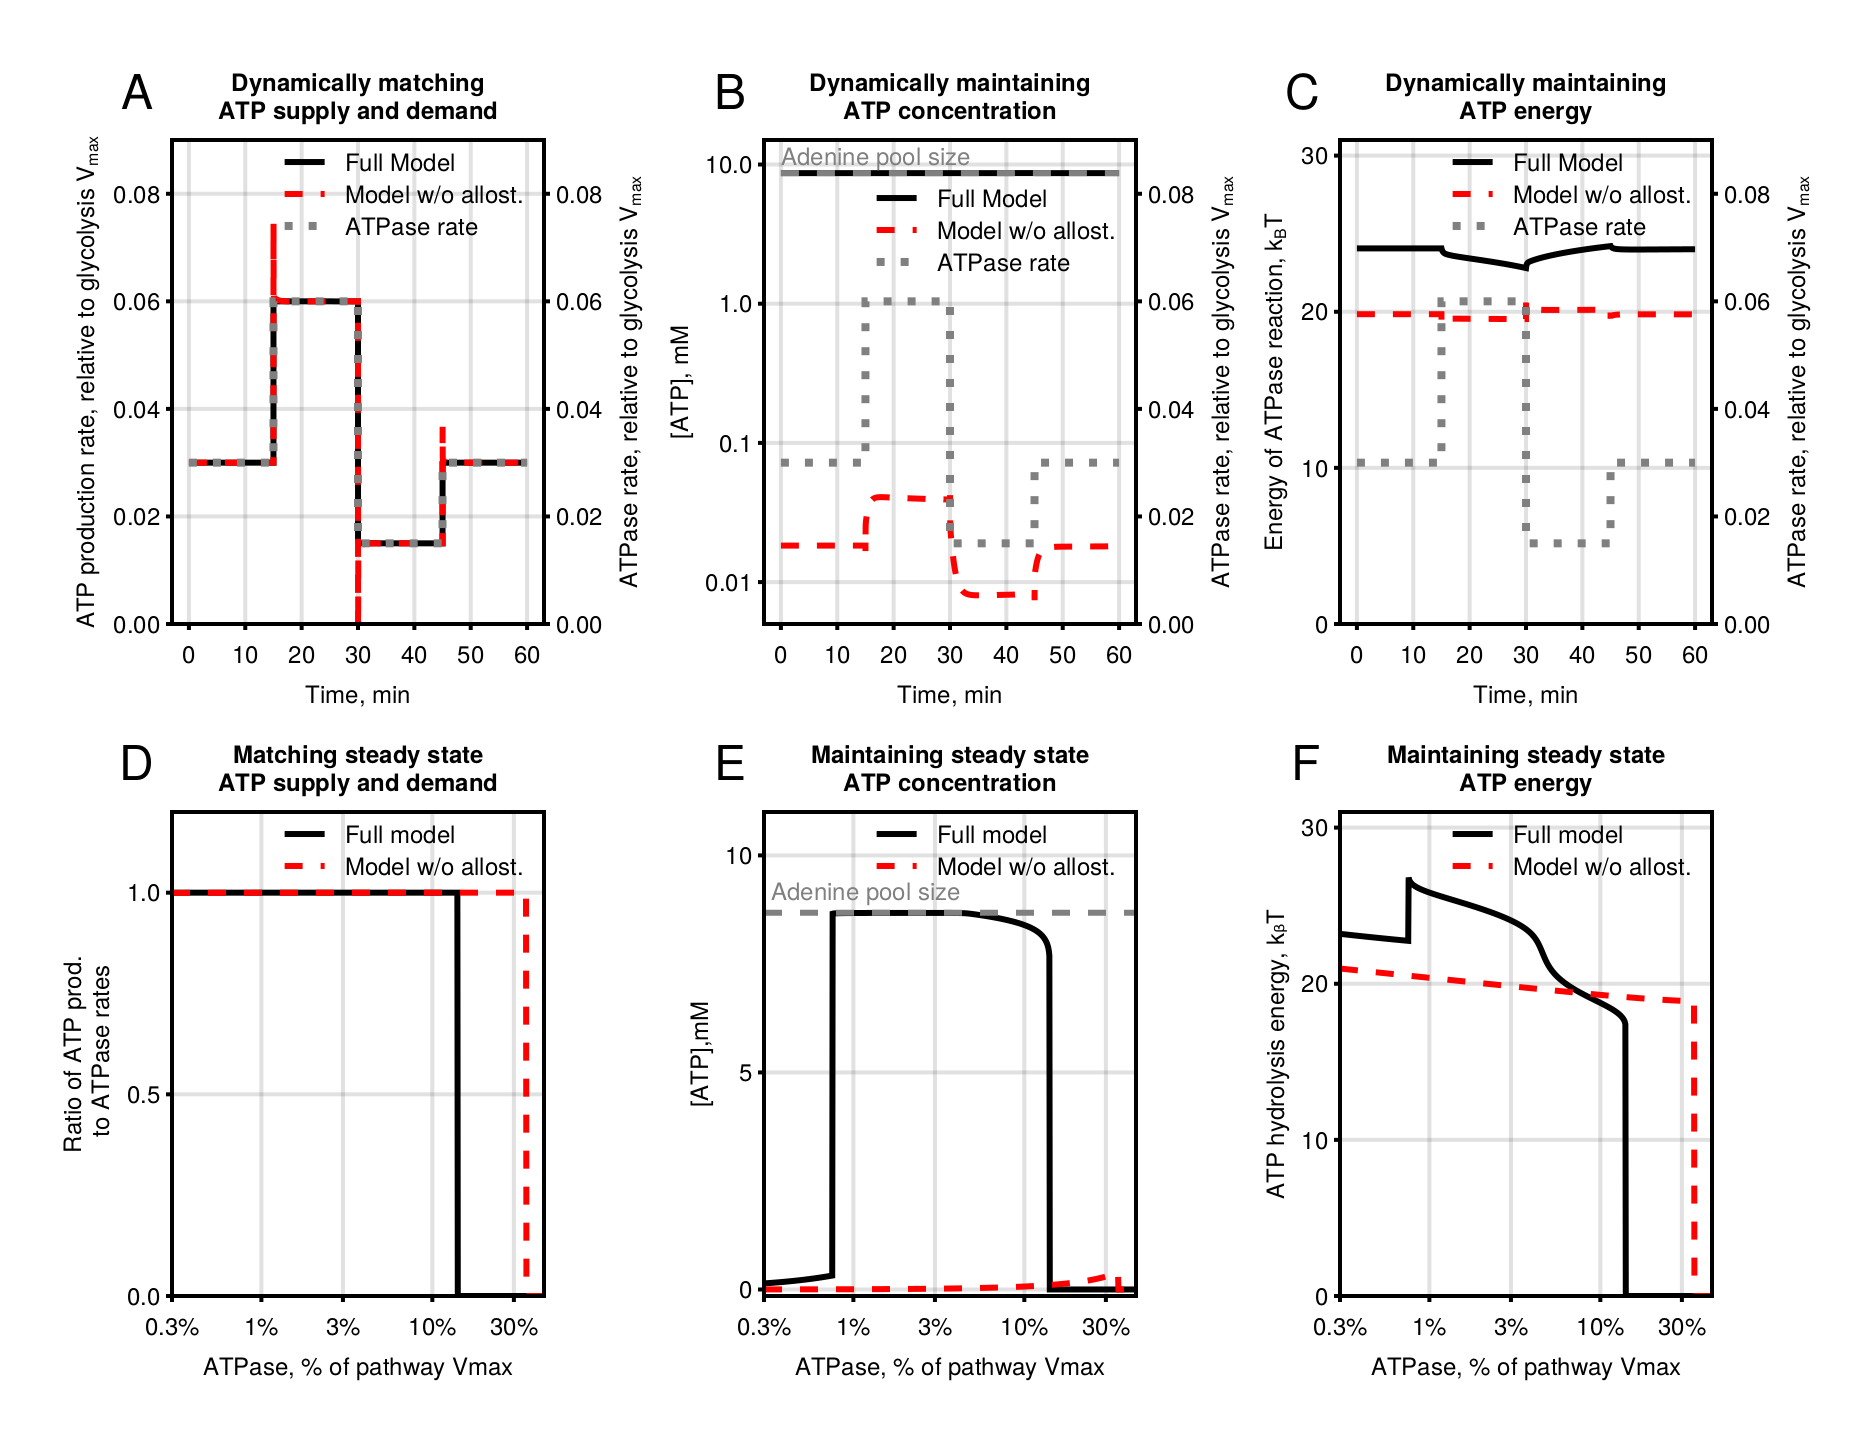 A
Dynamically matching
ATP supply and demand
ATP production rate, relative to glycolysis Vmax
ATPase rate, relative to glycolysis Vmax
Full Model
Model w/o allost.
ATPase rate
0.08
0.06
0.04
0.02
0.00
0.08
0.06
0.04
0.02
0.00
0 10 20 30 40 50 60
Time, min
B
Dynamically maintaining
ATP concentration
[ATP], mM
ATPase rate, relative to glycolysis Vmax
Adenine pool size
Full Model
Model w/o allost.
ATPase rate
10.0
1.0
0.1
0.01
0.08
0.06
0.04
0.02
0.00
0 10 20 30 40 50 60
Time, min
C
Dynamically maintaining
ATP energy
Energy of ATPase reaction, kBT
ATPase rate, relative to glycolysis Vmax
Full Model
Model w/o allost.
ATPase rate
30
20
10
0
0.08
0.06
0.04
0.02
0.00
0 10 20 30 40 50 60
Time, min
D
Matching steady state
ATP supply and demand
Ratio of ATP prod.
to ATPase rates
Full model
Model w/o allost.
1.0
0.5
0.0
0.3% 1% 3% 10% 30%
ATPase, % of pathway Vmax
E
Maintaining steady state
ATP concentration
[ATP],mM
Full model
Model w/o allost.
Adenine pool size
10
5
0
0.3% 1% 3% 10% 30%
ATPase, % of pathway Vmax
F
Maintaining steady state
ATP energy
ATP hydrolysis energy, kᵦT
Full model
Model w/o allost.
30
20
10
0
0.3% 1% 3% 10% 30%
ATPase, % of pathway Vmax